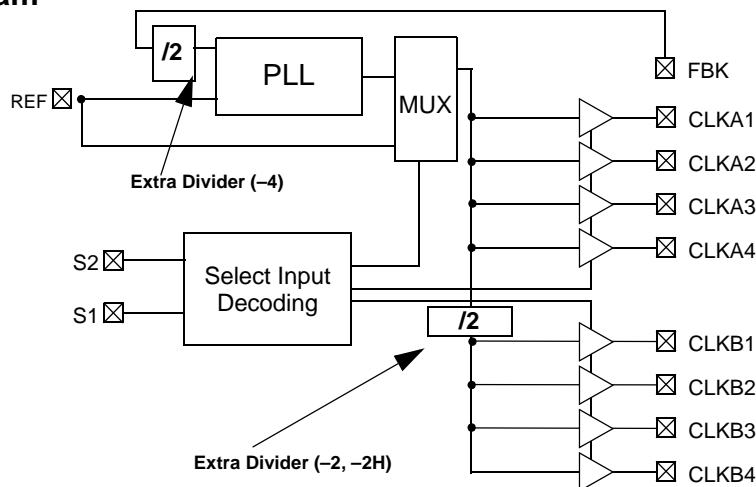 /2
PLL
MUX
FBK
REF
CLKA1
CLKA2
CLKA3
CLKA4
Extra Divider (–4)
S2
S1
Select Input
Decoding
/2
CLKB1
CLKB2
CLKB3
CLKB4
Extra Divider (–2, –2H)